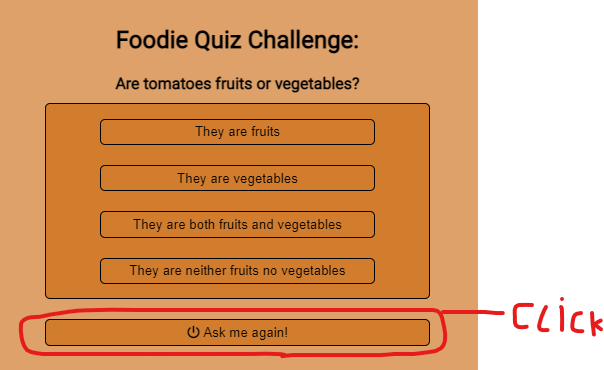 Foodie Quiz Challenge:
Are tomatoes fruits or vegetables?
They are fruits
They are vegetables
They are both fruits and vegetables
They are neither fruits no vegetables
Ask me again!
CLiCK